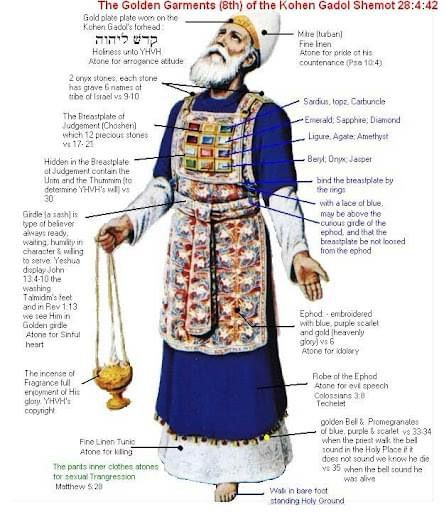 The Golden Garments (8th) of the Kohen Gadol Shemot 28:4:42
Gold plate plate worn on the
Kohen Gadol's forhead :
קדש ליהוה
Holiness unto YHVH
Atone for arrogance atitude
2 onyx stones, each stone
has grave 6 names of
tribe of Israel vs 9-10
The Breastplate of
Judgement (Choshen)
which 12 precious stones
vs 17- 21
Hidden in the Breastplate
of Judgement contain the
Urim and the Thummim (to
determine YHVH's will) vs
30
Girdle [a sash] is
type of believer
always ready,
waiting, humility in
character & willing
to serve. Yeshua
display John
13:4-10 the
washing
Talmidim's feet
and in Rev 1:13
we see Him in
Golden girdle
Atone for Sinful
heart
The incense of
Fragrance full
enjoyment of His
glory. YHVH's
copyright
Fine Linen Tunic
Atone for killing
The pants inner clothes atones
for sexual Trangression
Matthew 5:28
Mitre (turban)
Fine linen
Atone for pride of his
countenance (Psa 10:4)
Sardius, topz, Carbuncle
Emerald; Sapphire; Diamond
Ligure, Agate; Amethyst
Beryl; Onyx; Jasper
bind the breastplate by
the rings
with a lace of blue,
may be above the
curious girdle of the
ephod, and that the
breastplate be not loosed
from the ephod
Ephod: - embroidered
with blue, purple scarlet
and gold (heavenly
glory) vs 6
Atone for idolary
Robe of the Ephod
Atone for evil speech
Colossians 3:8
Techelet
golden Bell & Promegranates
of blue, purple & scarlet vs 33-34
when the priest walk the bell
sound in the Holy Place if it
does not sound we know he die
vs 35 when the bell sound he
was alive
Walk in bare foot
standing Holy Ground